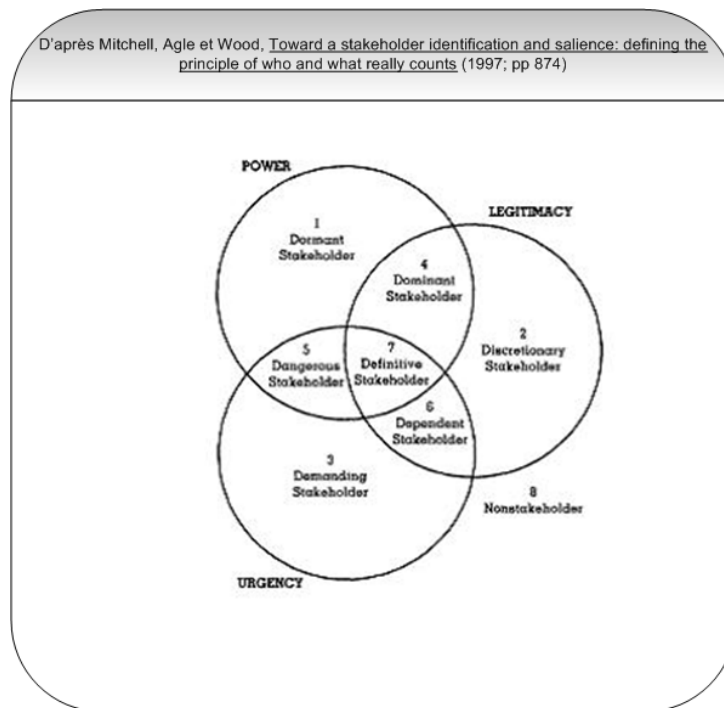 D'après Mitchell, Agle et Wood, Toward a stakeholder identification and salience: defining the
principle of who and what really counts (1997; pp 874)
POWER
LEGITIMACY
1
Dormant
Stakeholder
4
Dominant
Stakeholder
2
Discretionary
Stakeholder
5
Dangerous
Stakeholder
7
Definitive
Stakeholder
6
Dependent
Stakeholder
3
Demanding
Stakeholder
8
Nonstakeholder
URGENCY